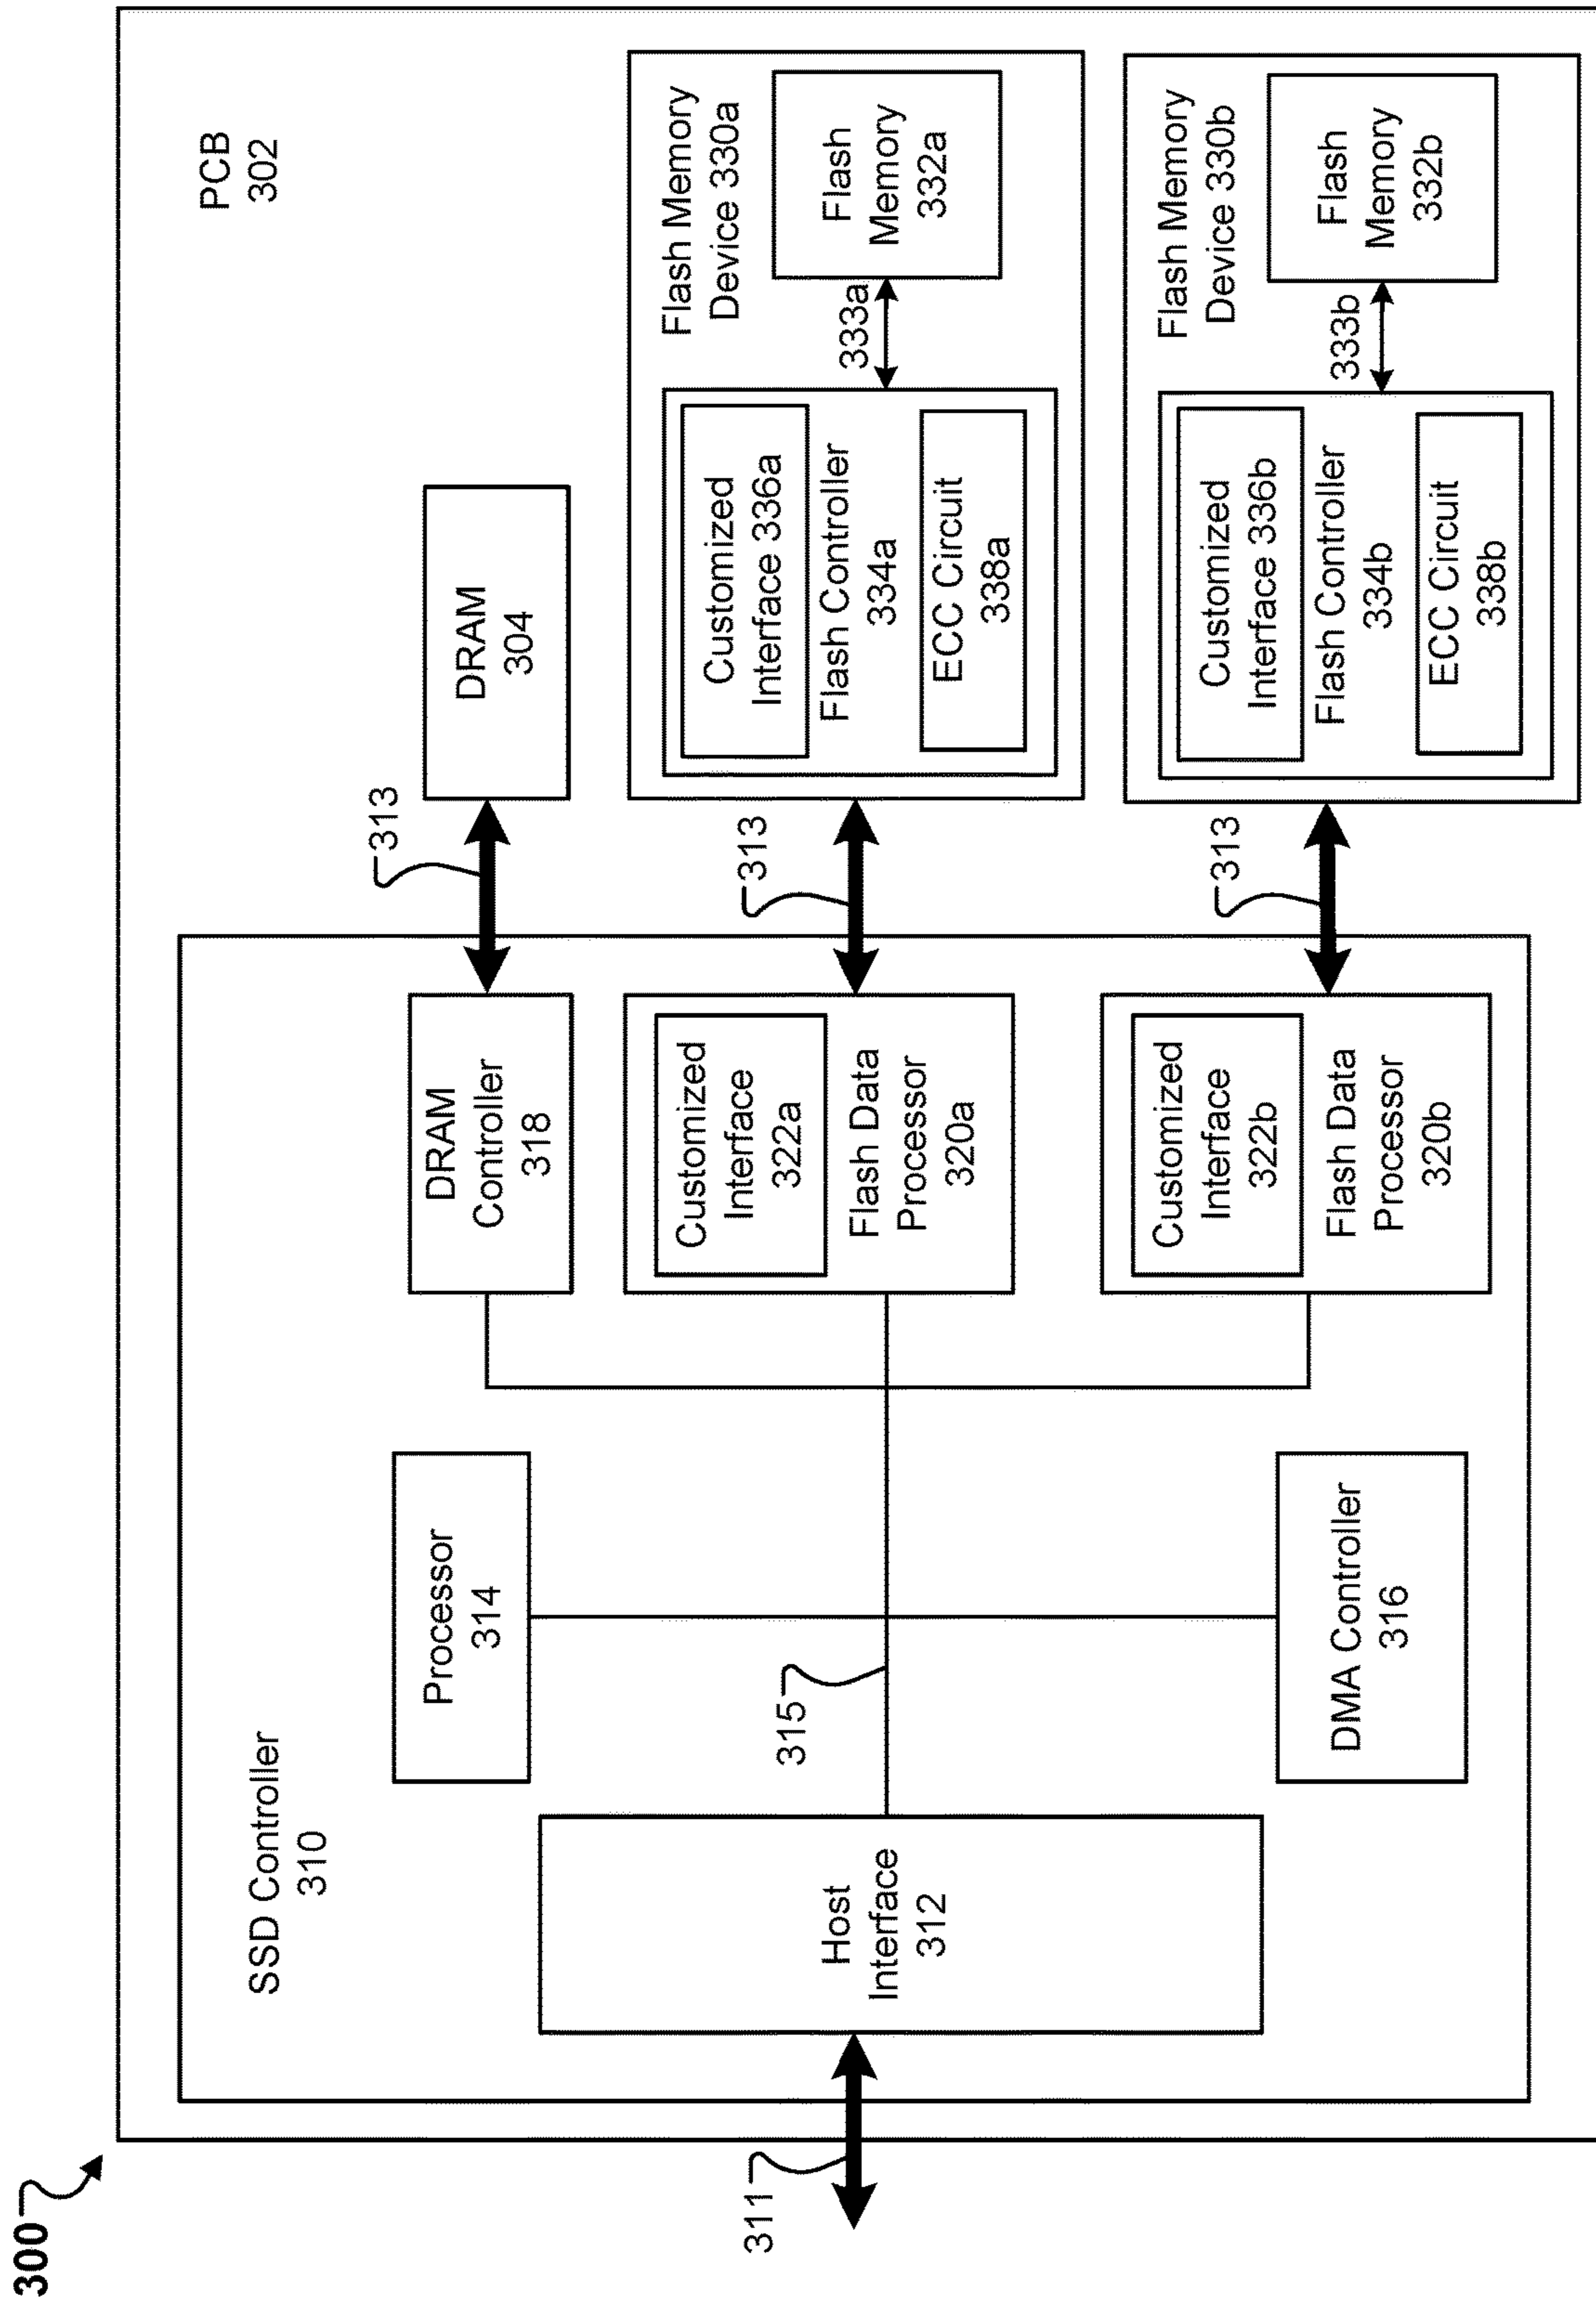 300
PCB
302
SSD Controller
310
311
Host
Interface
312
Processor
314
315
DMA Controller
316
DRAM
Controller
318
Customized
Interface
322a
Flash Data
Processor
320a
Customized
Interface
322b
Flash Data
Processor
320b
313
313
313
DRAM
304
Flash Memory
Device 330a
Customized
Interface 336a
Flash Controller
334a
ECC Circuit
338a
333a
Flash
Memory
332a
Flash Memory
Device 330b
Customized
Interface 336b
Flash Controller
334b
ECC Circuit
338b
333b
Flash
Memory
332b